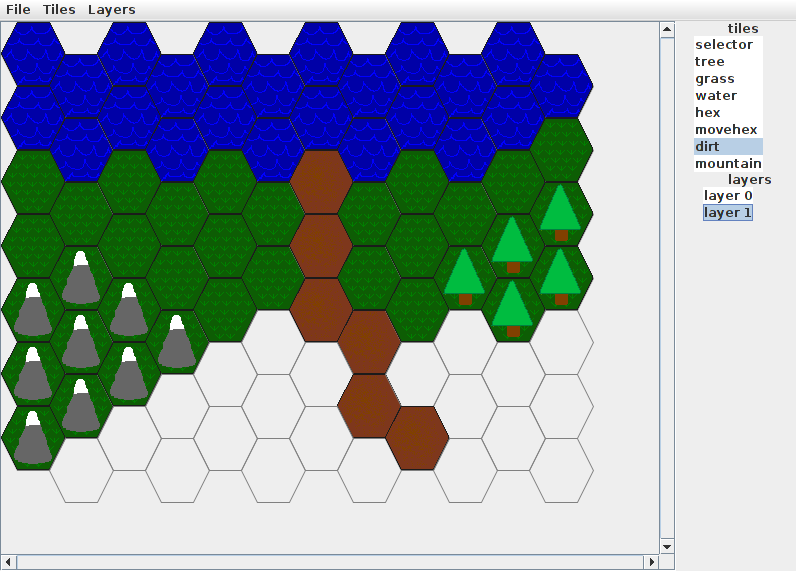 File Tiles Layers
tiles
selector
tree
grass
water
hex
movehex
dirt
mountain
layers
layer 0
layer 1